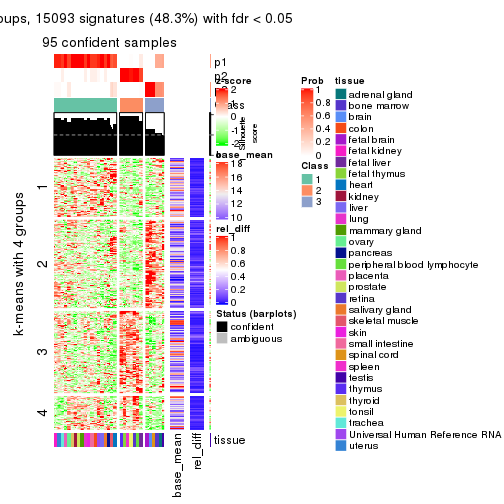 oups, 15093 signatures (48.3%) with fdr < 0.05
95 confident samples
k-means with 4 groups
1
2
3
4
p1
p2
z-score
2
1
0
-2
Silhouette
score
base_mean
18
16
14
12
10
rel_diff
1
0.8
0.6
0.4
0.2
0
Status (barplots)
confident
ambiguous
tissue
base_mean
rel_diff
Prob
1
0.8
0.6
0.4
0.2
0
Class
1
2
3
tissue
adrenal gland
bone marrow
brain
colon
fetal brain
fetal kidney
fetal liver
fetal thymus
heart
kidney
liver
lung
mammary gland
ovary
pancreas
peripheral blood lymphocyte
placenta
prostate
retina
salivary gland
skeletal muscle
skin
small intestine
spinal cord
spleen
testis
thymus
thyroid
tonsil
trachea
Universal Human Reference RNA
uterus